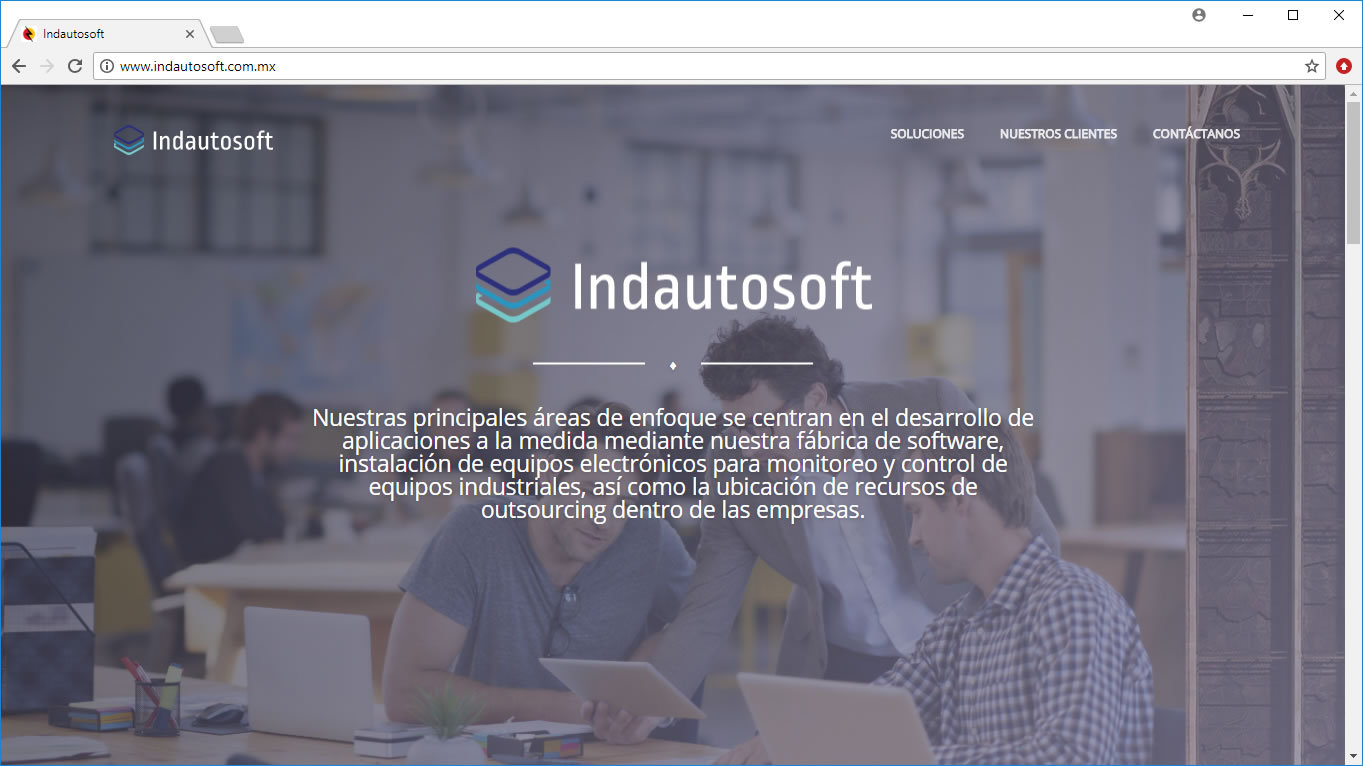 Indautosoft
www.indautosoft.com.mx
Indautosoft
SOLUCIONES
NUESTROS CLIENTES
CONTÁCTANOS
Indautosoft
Nuestras principales áreas de enfoque se centran en el desarrollo de
aplicaciones a la medida mediante nuestra fábrica de software,
instalación de equipos electrónicos para monitoreo y control de
equipos industriales, así como la ubicación de recursos de
outsourcing dentro de las empresas.